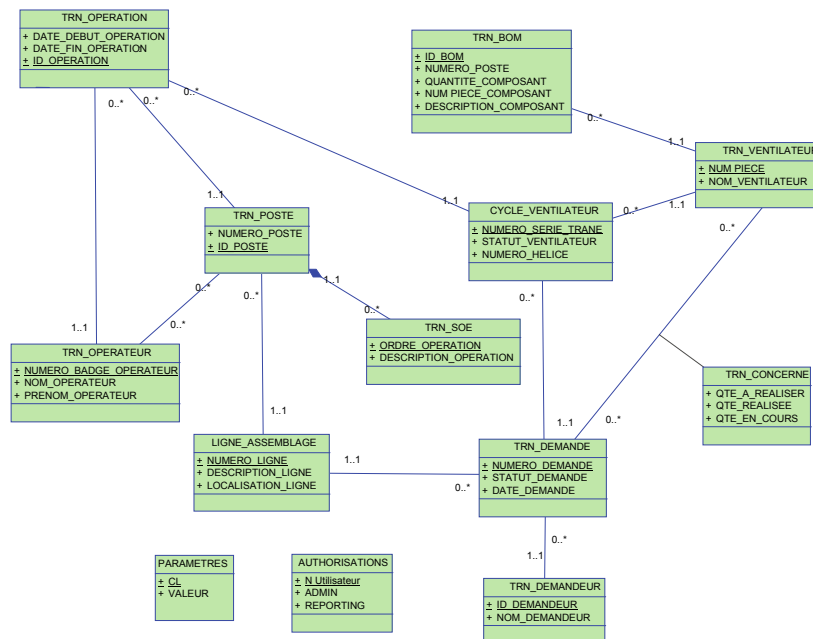 TRN_OPERATION
+ DATE_DEBUT_OPERATION
+ DATE_FIN_OPERATION
+ ID_OPERATION
0..*
0..*
0..*
TRN_BOM
+ ID_BOM
+ NUMERO_POSTE
+ QUANTITE_COMPOSANT
+ NUM PIECE_COMPOSANT
+ DESCRIPTION_COMPOSANT
0..*
1..1
TRN_VENTILATEUR
+ NUM PIECE
+ NOM_VENTILATEUR
1..1
1..1
TRN_POSTE
+ NUMERO_POSTE
+ ID_POSTE
CYCLE_VENTILATEUR
+ NUMERO_SERIE_TRANE
+ STATUT_VENTILATEUR
+ NUMERO_HELICE
0..*
1..1
0..*
0..*
0..*
1..1
0..*
0..*
0..*
1..1
TRN_SOE
+ ORDRE_OPERATION
+ DESCRIPTION_OPERATION
TRN_OPERATEUR
+ NUMERO_BADGE_OPERATEUR
+ NOM_OPERATEUR
+ PRENOM_OPERATEUR
TRN_CONCERNE
+ QTE_A_REALISER
+ QTE_REALISEE
+ QTE_EN_COURS
1..1
1..1
0..*
LIGNE_ASSEMBLAGE
+ NUMERO_LIGNE
+ DESCRIPTION_LIGNE
+ LOCALISATION_LIGNE
1..1
0..*
TRN_DEMANDE
+ NUMERO_DEMANDE
+ STATUT_DEMANDE
+ DATE_DEMANDE
0..*
1..1
PARAMETRES
+ CL
+ VALEUR
AUTHORISATIONS
+ N Utilisateur
+ ADMIN
+ REPORTING
TRN_DEMANDEUR
+ ID_DEMANDEUR
+ NOM_DEMANDEUR